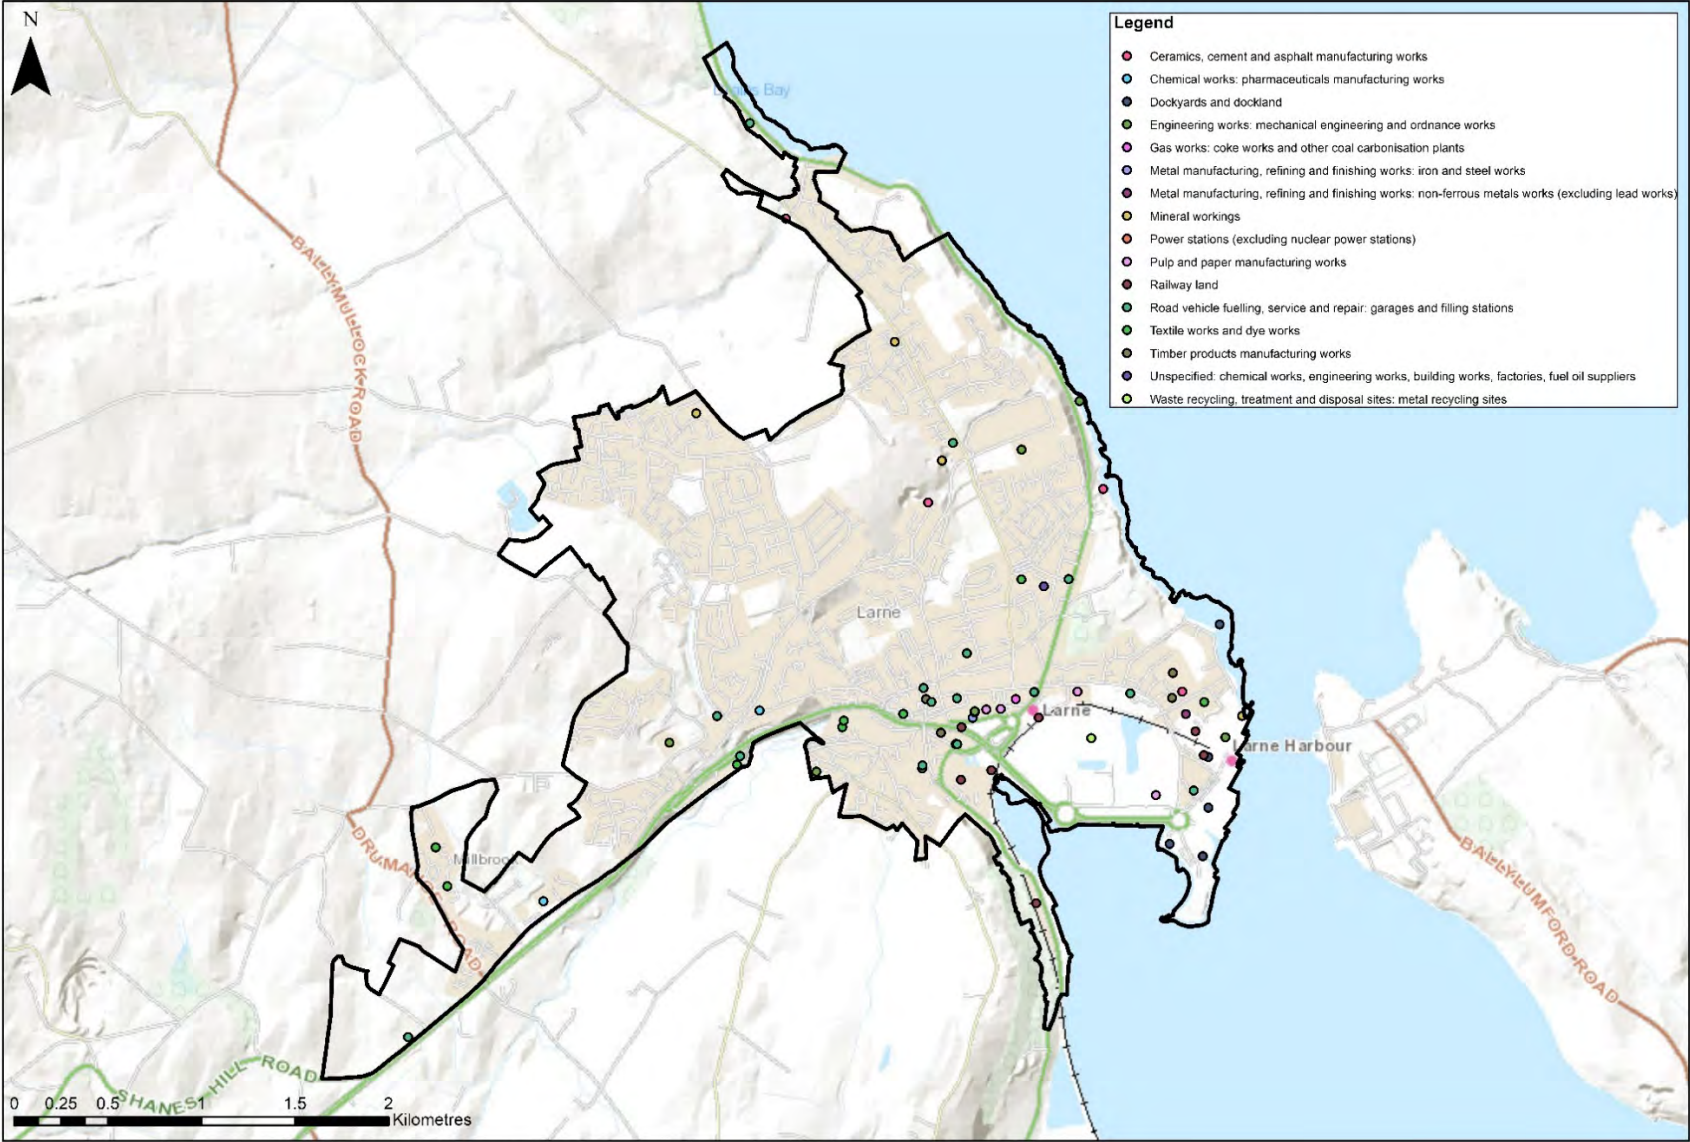 N
Legend
Ceramics, cement and asphalt manufacturing works
Chemical works: pharmaceuticals manufacturing works
Dockyards and dockland
Engineering works: mechanical engineering and ordnance works
Gas works: coke works and other coal carbonisation plants
Metal manufacturing, refining and finishing works: iron and steel works
Metal manufacturing, refining and finishing works: non-ferrous metals works (excluding lead works)
Mineral workings
Power stations (excluding nuclear power stations)
Pulp and paper manufacturing works
Railway land
Road vehicle fuelling, service and repair: garages and filling stations
Textile works and dye works
Timber products manufacturing works
Unspecified: chemical works, engineering works, building works, factories, fuel oil suppliers
Waste recycling, treatment and disposal sites: metal recycling sites
Bay
BALLYMULLOCK ROAD
Larne
Larne
Larne Harbour
Millbrook
ROAD
BALLYLUMFORD ROAD
SHANES HILL ROAD
0 0.25 0.5 1 1.5 2
Kilometres